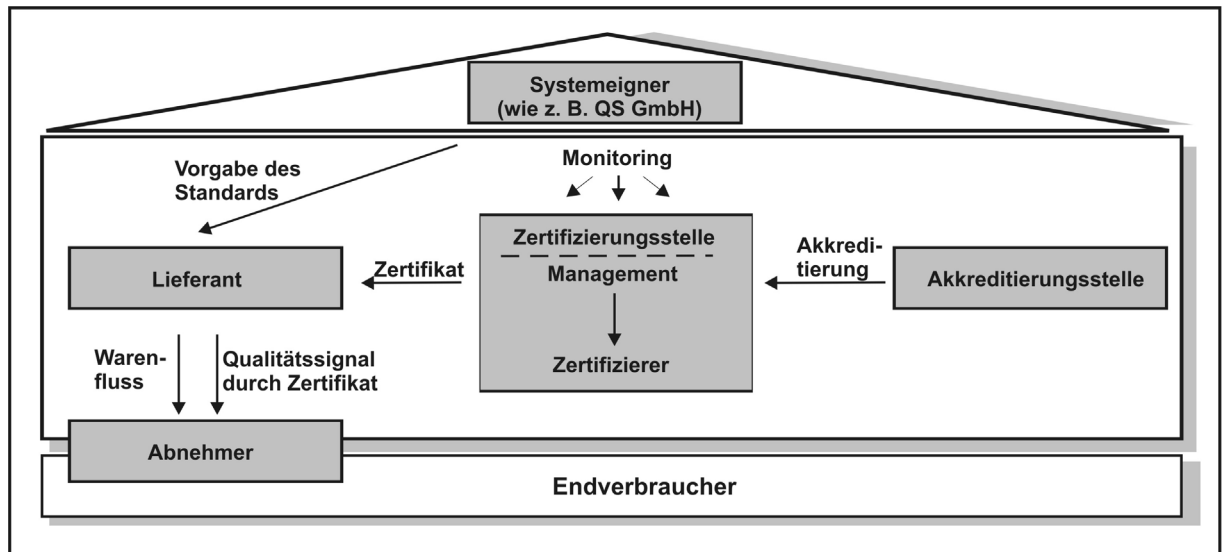 Systemeigner
(wie z. B. QS GmbH)
Vorgabe des
Standards
Monitoring
Zertifizierungsstelle
Management
Zertifizierer
Zertifikat
Lieferant
Akkredi-
tierung
Akkreditierungsstelle
Waren-
fluss
Qualitätssignal
durch Zertifikat
Abnehmer
Endverbraucher